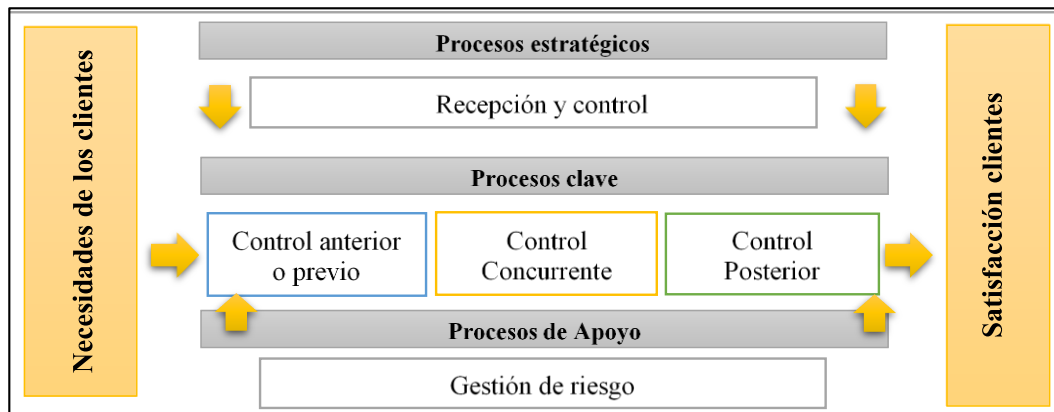 Necesidades de los clientes
Procesos estratégicos
Recepción y control
Procesos clave
Control anterior
o previo
Control
Concurrente
Control
Posterior
Procesos de Apoyo
Gestión de riesgo
Satisfacción clientes